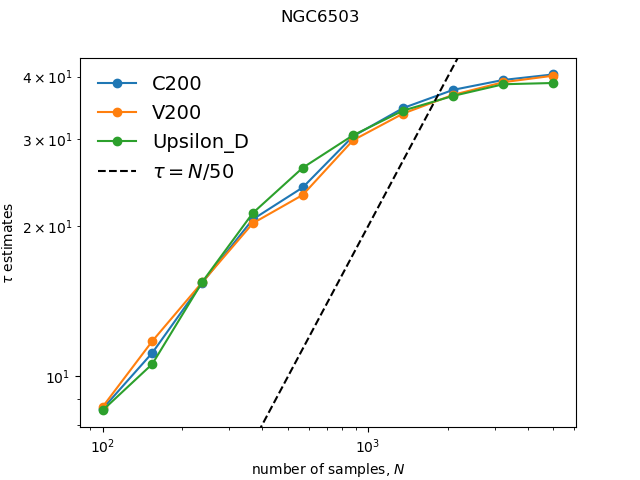 NGC6503
4 × 10¹
3 × 10¹
2 × 10¹
10¹
τ estimates
C200
V200
Upsilon_D
τ = N/50
10² 10³
number of samples, N